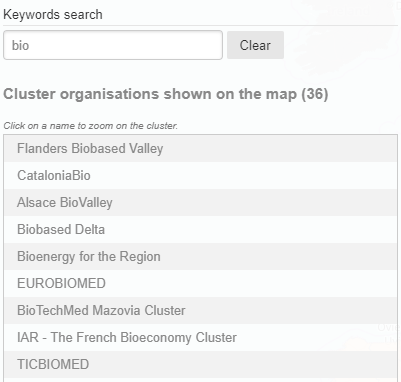 Keywords search
bio
Clear
Cluster organisations shown on the map (36)
Click on a name to zoom on the cluster.
Flanders Biobased Valley
CataloniaBio
Alsace BioValley
Biobased Delta
Bioenergy for the Region
EUROBIOMED
BioTechMed Mazovia Cluster
IAR - The French Bioeconomy Cluster
TICBIOMED